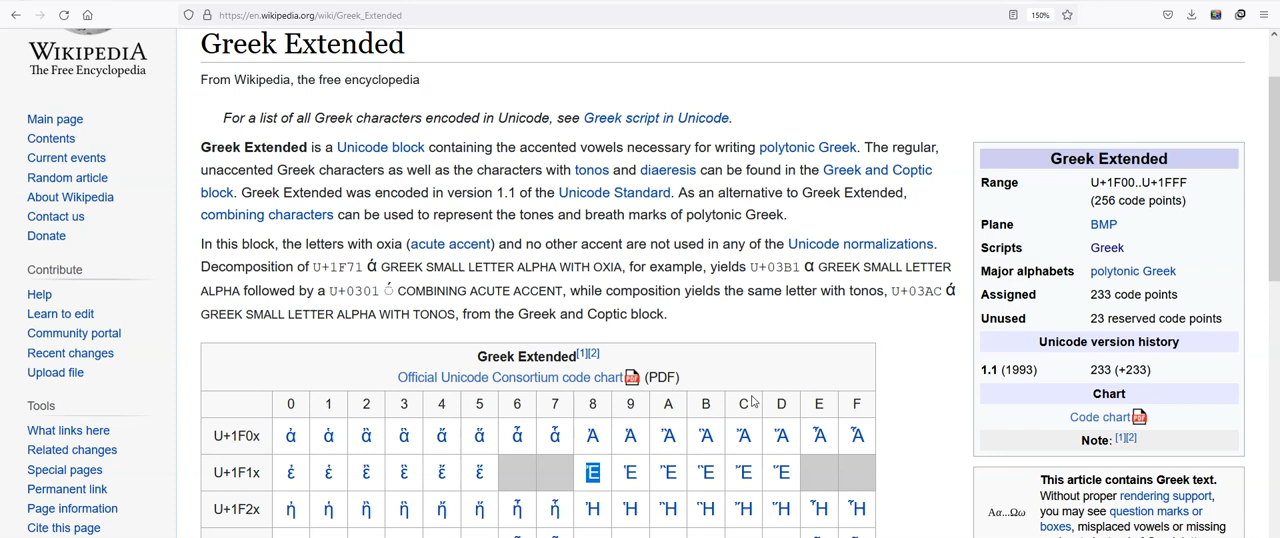 https://en.wikipedia.org/wiki/Greek_Extended
150%
WIKIPEDIA
The Free Encyclopedia
Main page
Contents
Current events
Random article
About Wikipedia
Contact us
Donate
Contribute
Help
Learn to edit
Community portal
Recent changes
Upload file
Tools
What links here
Related changes
Special pages
Permanent link
Page information
Cite this page
Greek Extended
From Wikipedia, the free encyclopedia
For a list of all Greek characters encoded in Unicode, see Greek script in Unicode.
Greek Extended is a Unicode block containing the accented vowels necessary for writing polytonic Greek. The regular,
unaccented Greek characters as well as the characters with tonos and diaeresis can be found in the Greek and Coptic
block. Greek Extended was encoded in version 1.1 of the Unicode Standard. As an alternative to Greek Extended,
combining characters can be used to represent the tones and breath marks of polytonic Greek.
In this block, the letters with oxia (acute accent) and no other accent are not used in any of the Unicode normalizations.
Decomposition of U+1F71 ά GREEK SMALL LETTER ALPHA WITH OXIA, for example, yields U+03B1 α GREEK SMALL LETTER
ALPHA followed by a U+0301 ◌́ COMBINING ACUTE ACCENT, while composition yields the same letter with tonos, U+03AC ά
GREEK SMALL LETTER ALPHA WITH TONOS, from the Greek and Coptic block.
Greek Extended[1][2]
Official Unicode Consortium code chart (PDF)
0 1 2 3 4 5 6 7 8 9 A B C D E F
U+1F0x ἀ ἁ ἂ ἃ ἄ ἅ ἆ ἇ Ἀ Ἁ Ἂ Ἃ Ἄ Ἅ Ἆ Ἇ
U+1F1x ἐ ἑ ἒ ἓ ἔ ἕ Ἐ Ἑ Ἒ Ἓ Ἔ Ἕ
U+1F2x ἠ ἡ ἢ ἣ ἤ ἥ ἦ ἧ Ἠ Ἡ Ἢ Ἣ Ἤ Ἥ Ἦ Ἧ
Greek Extended
Range U+1F00..U+1FFF
(256 code points)
Plane BMP
Scripts Greek
Major alphabets polytonic Greek
Assigned 233 code points
Unused 23 reserved code points
Unicode version history
1.1 (1993) 233 (+233)
Chart
Code chart
Note: [1][2]
Αα...Ωω
This article contains Greek text.
Without proper rendering support,
you may see question marks or
boxes, misplaced vowels or missing